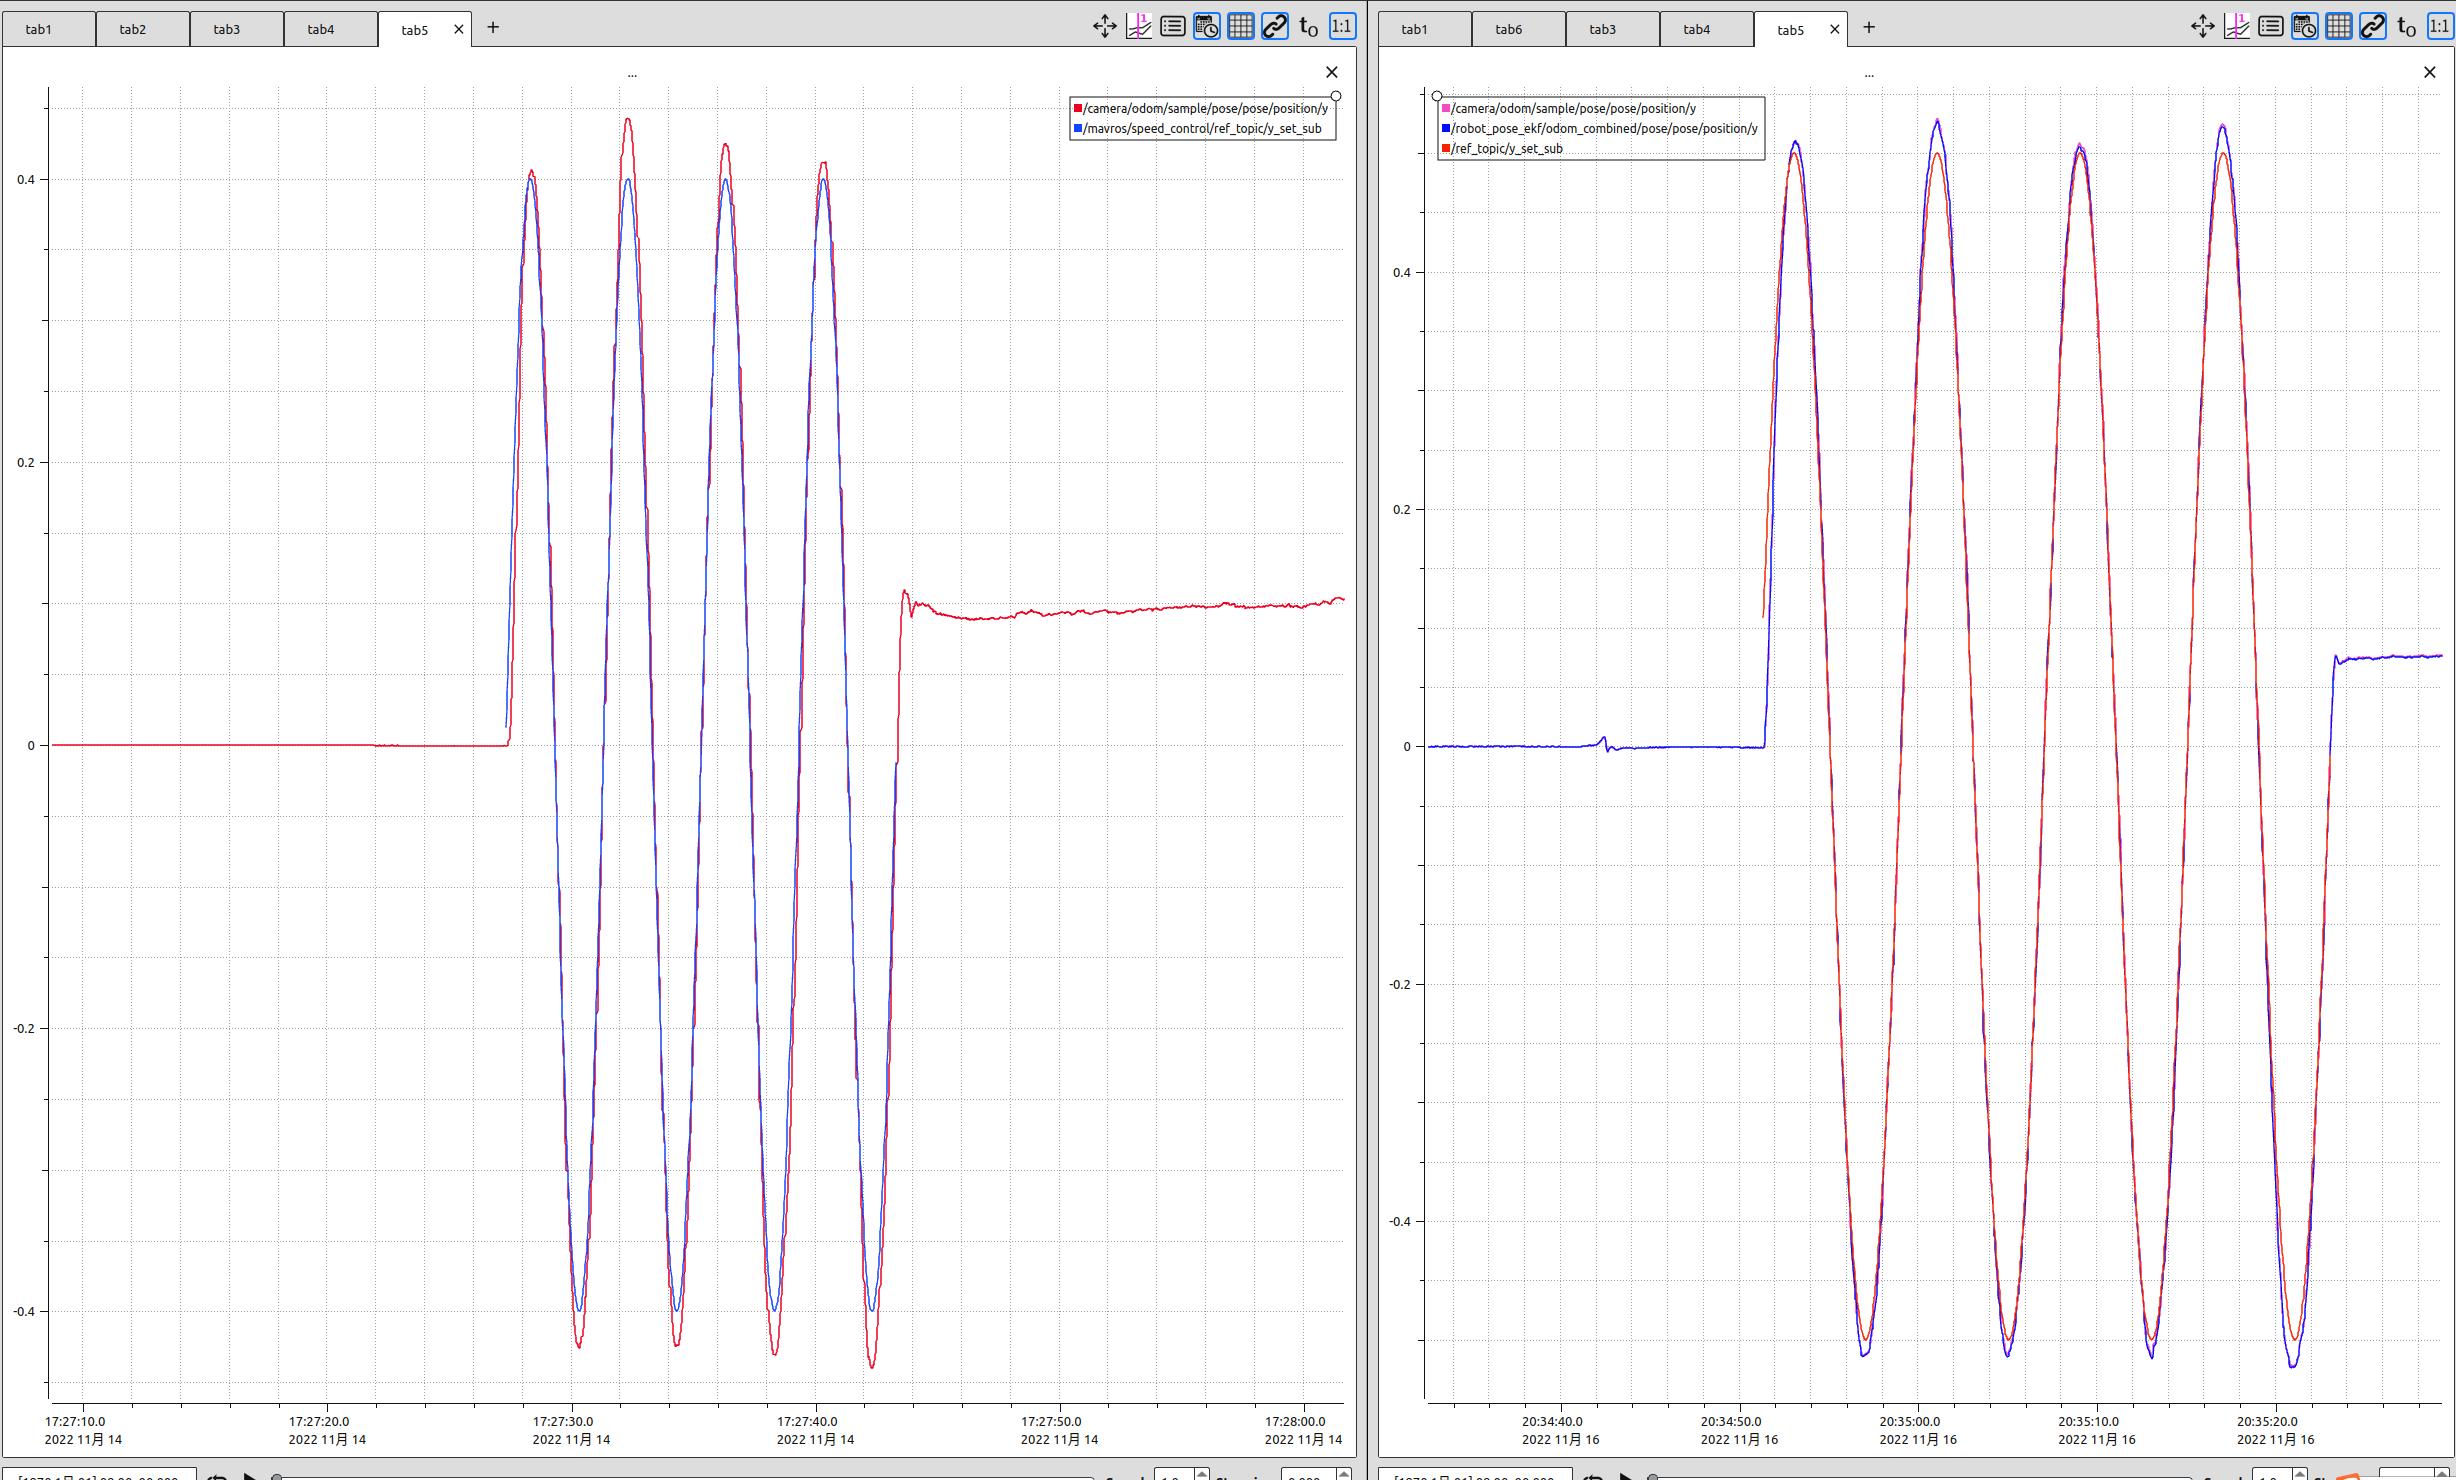 tab1 tab2 tab3 tab4 tab5 × +
t0 1:1
...
/camera/odom/sample/pose/pose/position/y
/mavros/speed_control/ref_topic/y_set_sub
0.4
0.2
0
-0.2
-0.4
17:27:10.0 17:27:20.0 17:27:30.0 17:27:40.0 17:27:50.0 17:28:00.0
2022 11月 14 2022 11月 14 2022 11月 14 2022 11月 14 2022 11月 14 2022 11月 14
tab1 tab6 tab3 tab4 tab5 × +
t0 1:1
...
/camera/odom/sample/pose/pose/position/y
/robot_pose_ekf/odom_combined/pose/pose/position/y
/ref_topic/y_set_sub
0.4
0.2
0
-0.2
-0.4
20:34:40.0 20:34:50.0 20:35:00.0 20:35:10.0 20:35:20.0
2022 11月 16 2022 11月 16 2022 11月 16 2022 11月 16 2022 11月 16